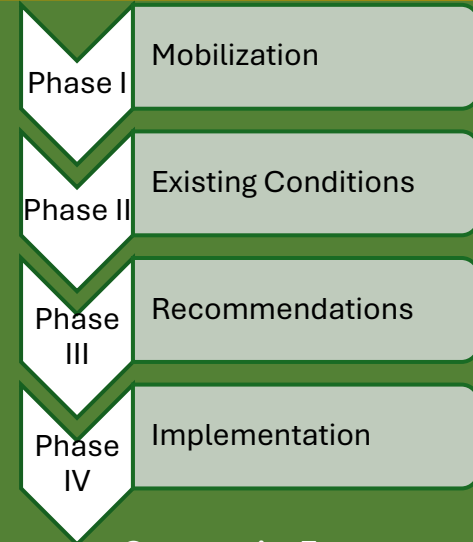 Phase I
Mobilization
Phase II
Existing Conditions
Phase
III
Recommendations
Phase
IV
Implementation